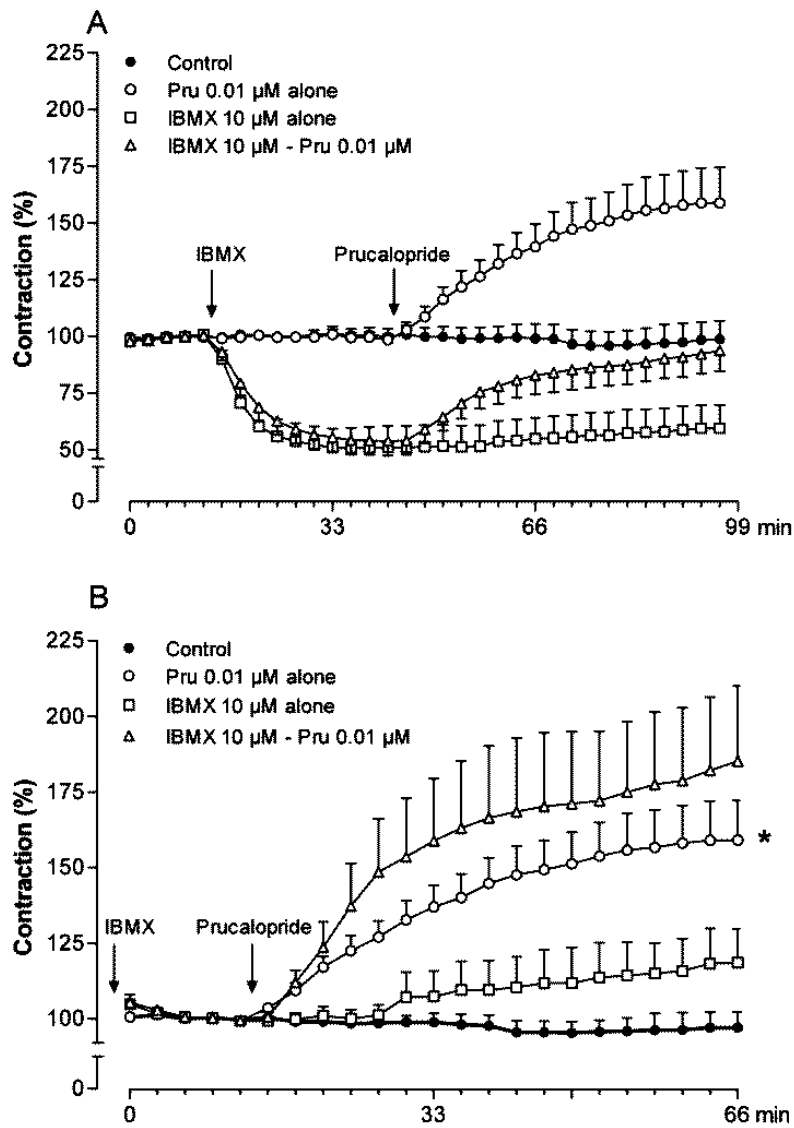 A
225
200
175
150
125
100
75
50
0
Contraction (%)
Control
Pru 0.01 µM alone
IBMX 10 µM alone
IBMX 10 µM - Pru 0.01 µM
IBMX
Prucalopride
0 33 66 99 min
B
225
200
175
150
125
100
0
Contraction (%)
Control
Pru 0.01 µM alone
IBMX 10 µM alone
IBMX 10 µM - Pru 0.01 µM
IBMX
Prucalopride
*
0 33 66 min